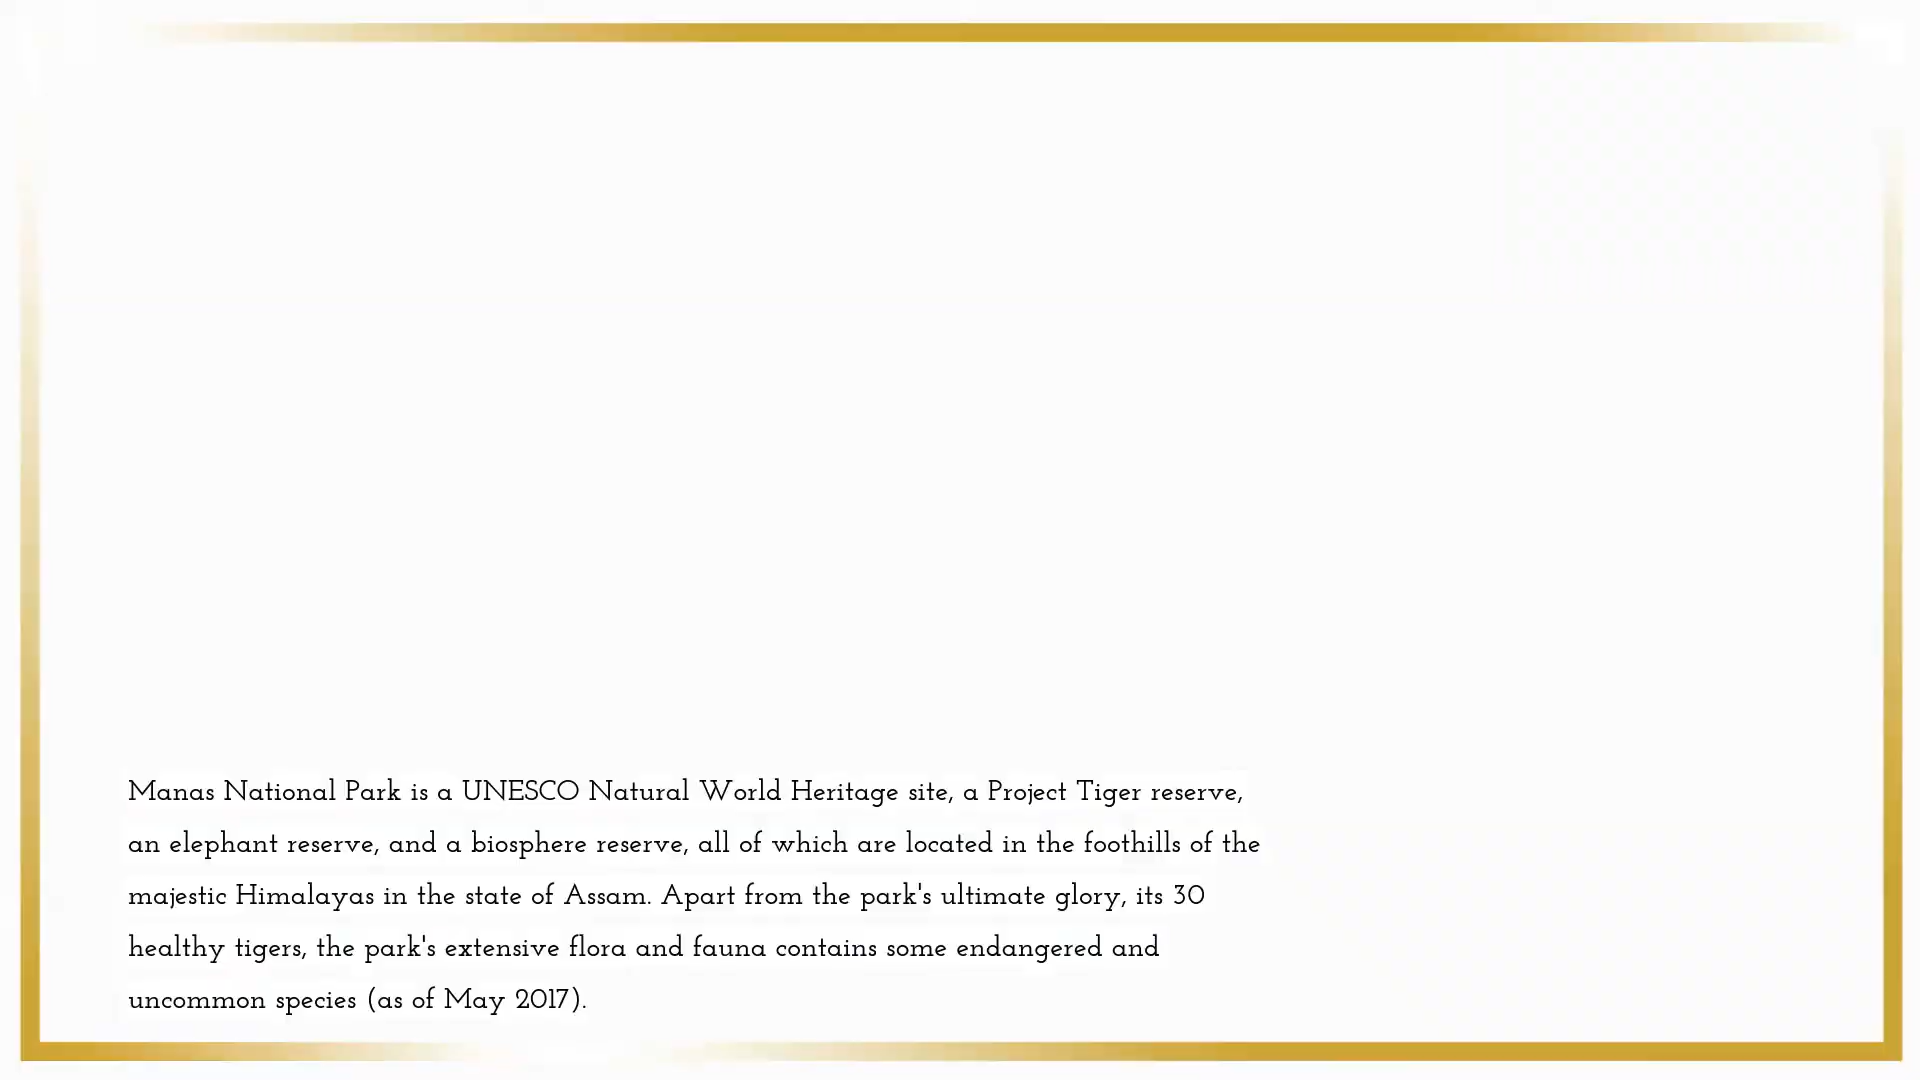 Manas National Park is a UNESCO Natural World Heritage site, a Project Tiger reserve,
an elephant reserve, and a biosphere reserve, all of which are located in the foothills of the
majestic Himalayas in the state of Assam. Apart from the park's ultimate glory, its 30
healthy tigers, the park's extensive flora and fauna contains some endangered and
uncommon species (as of May 2017).